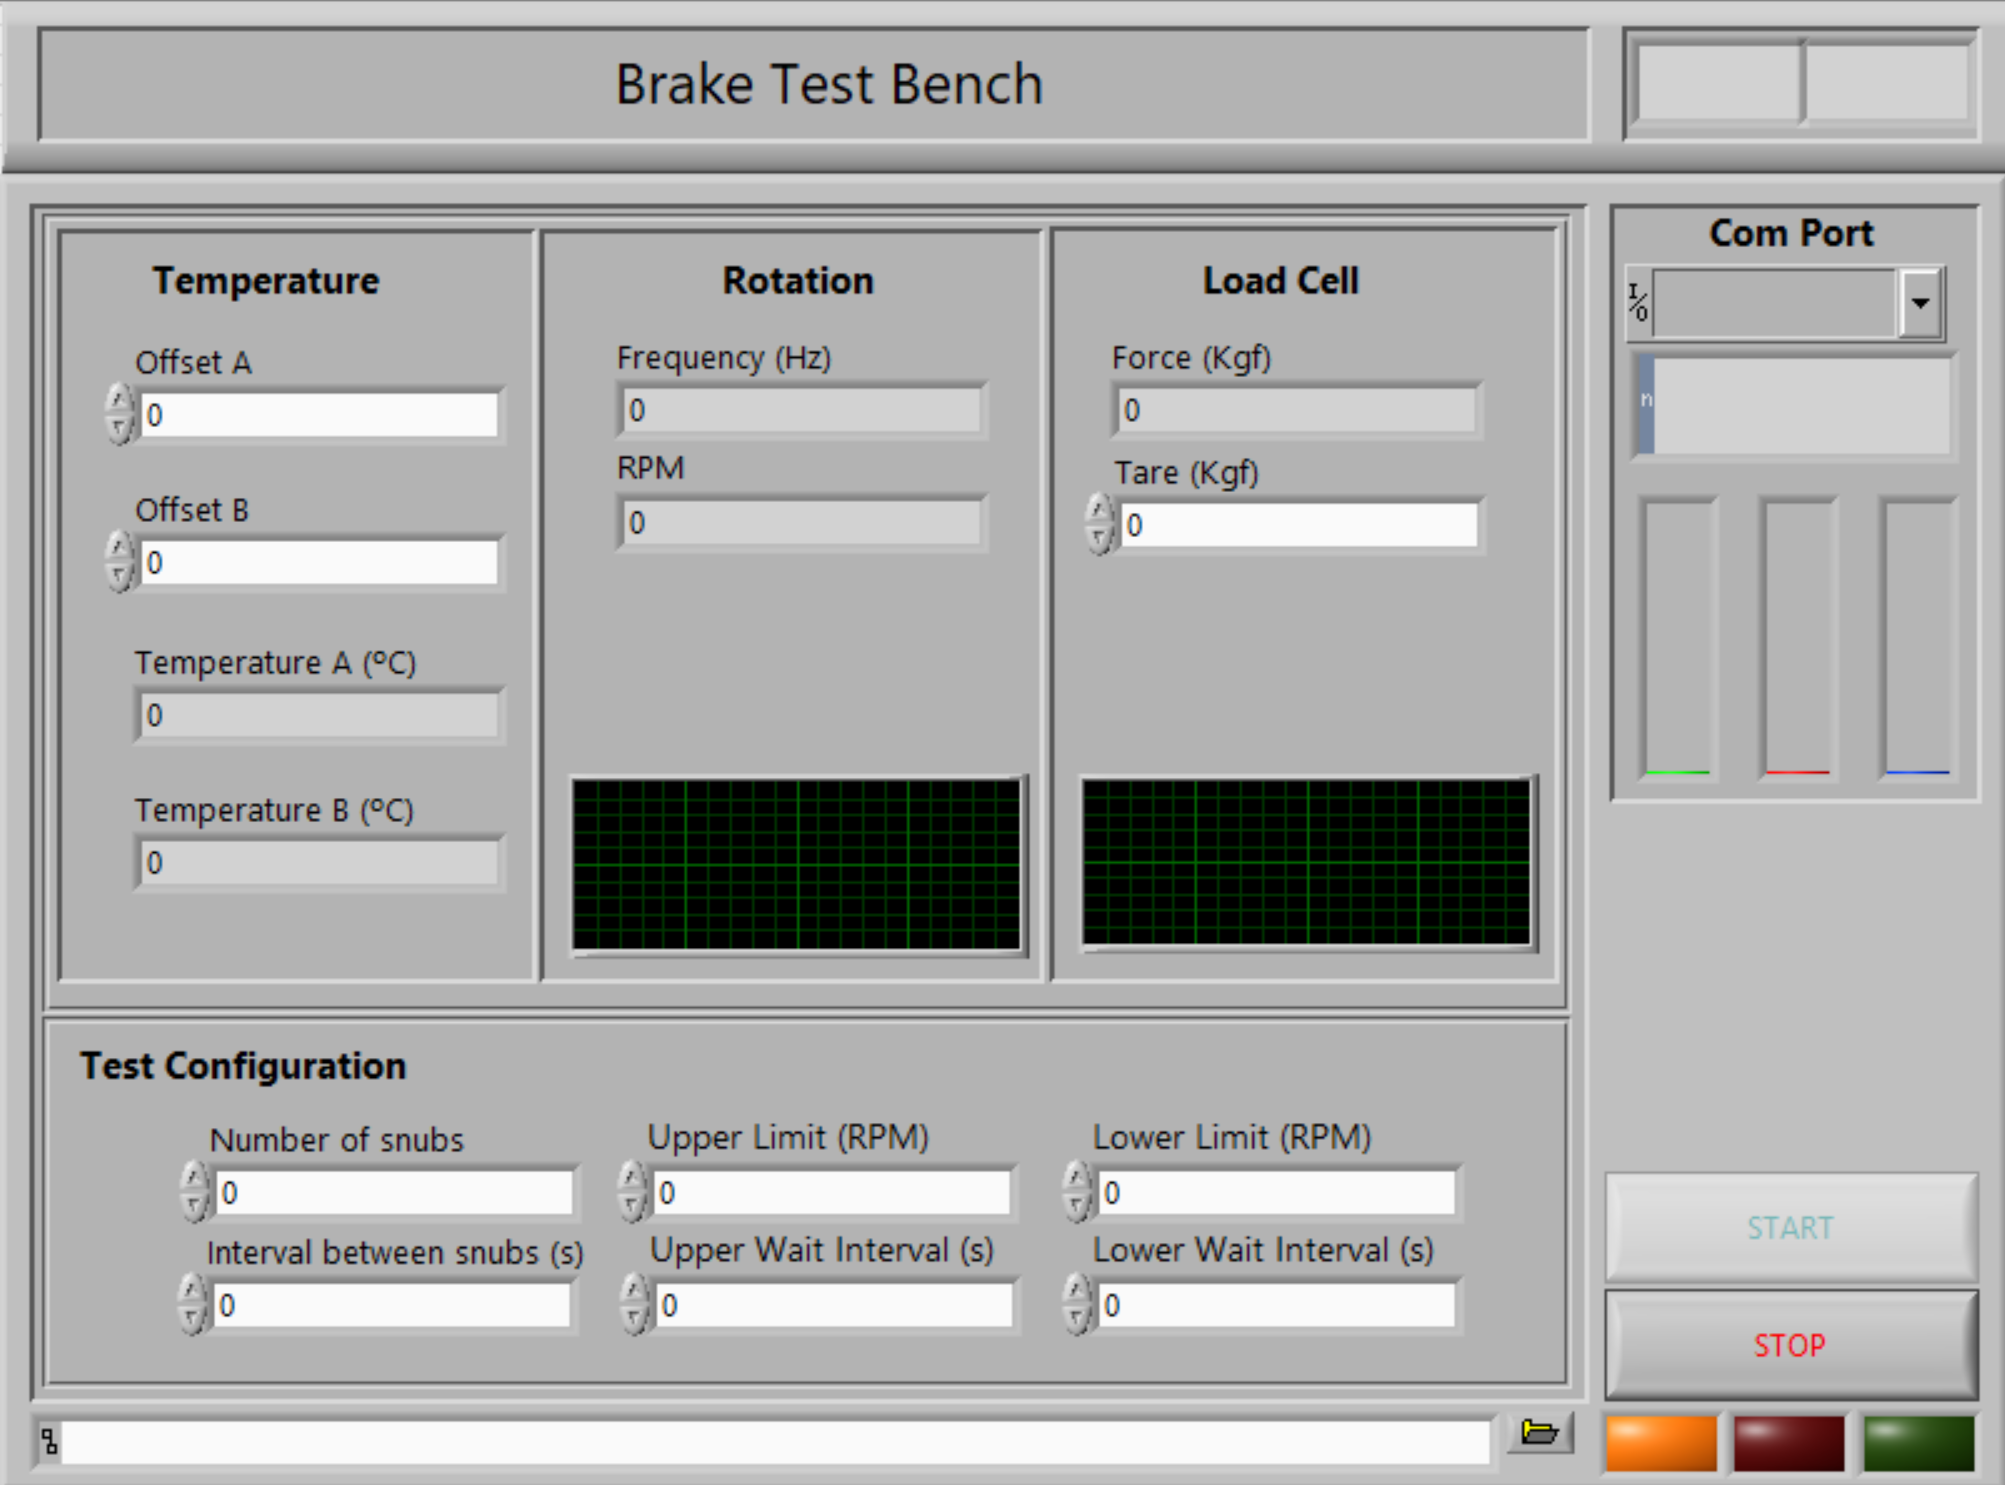 Brake Test Bench
Temperature
Offset A
0
Offset B
0
Temperature A (ºC)
0
Temperature B (ºC)
0
Rotation
Frequency (Hz)
0
RPM
0
Load Cell
Force (Kgf)
0
Tare (Kgf)
0
Com Port
I/O
n
Test Configuration
Number of snubs
0
Upper Limit (RPM)
0
Lower Limit (RPM)
0
Interval between snubs (s)
0
Upper Wait Interval (s)
0
Lower Wait Interval (s)
0
START
STOP